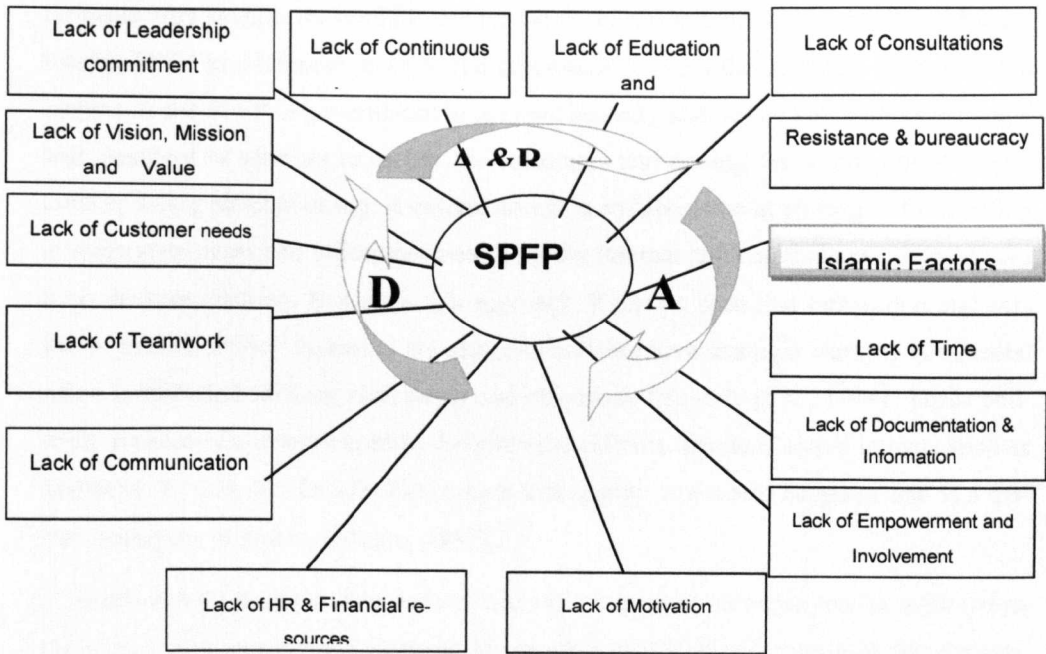 Lack of Leadership
commitment
Lack of Continuous
Lack of Education
and
Lack of Consultations
Lack of Vision, Mission
and Value
Resistance & bureaucracy
Lack of Customer needs
&R
SPFP
D
A
Islamic Factors
Lack of Teamwork
Lack of Time
Lack of Communication
Lack of Documentation &
Information
Lack of Empowerment and
Involvement
Lack of HR & Financial re-
sources
Lack of Motivation